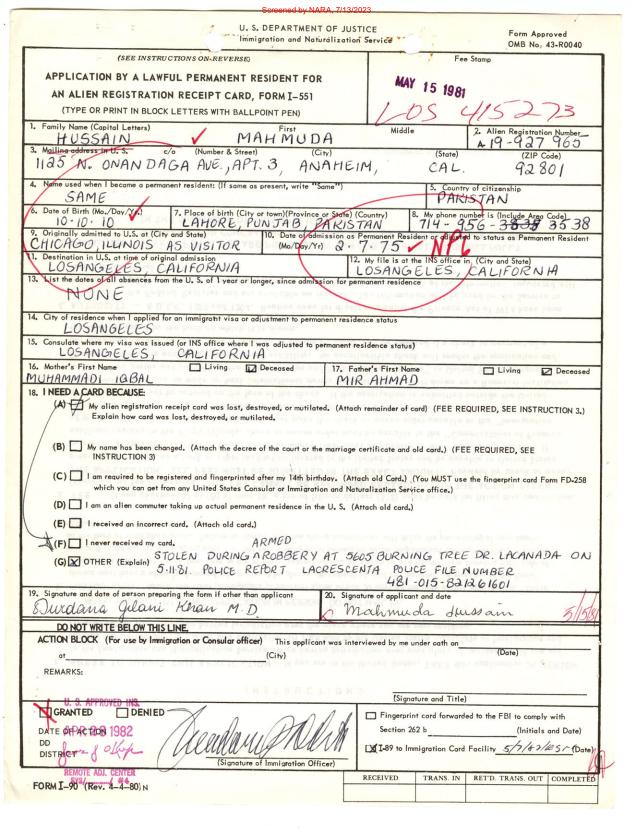 Screened by NARA, 7/13/2023
U. S. DEPARTMENT OF JUSTICE
Immigration and Naturalization Service
Form Approved
OMB No. 43-R0040
(SEE INSTRUCTIONS ON REVERSE)
Fee Stamp
APPLICATION BY A LAWFUL PERMANENT RESIDENT FOR
AN ALIEN REGISTRATION RECEIPT CARD, FORM I-551
(TYPE OR PRINT IN BLOCK LETTERS WITH BALLPOINT PEN)
MAY 15 1981
LOS 415273
1. Family Name (Capital Letters) First Middle
HUSSAIN MAHMUDA
2. Alien Registration Number
A 19-927 965
3. Mailing address in U. S. c/o (Number & Street) (City) (State) (ZIP Code)
1125 N. ONANDAGA AVE., APT. 3, ANAHEIM, CAL. 92801
4. Name used when I became a permanent resident: (If same as present, write "Same")
SAME
5. Country of citizenship
PAKISTAN
6. Date of Birth (Mo./Day/Yr.)
10·10·10
7. Place of birth (City or town)(Province or State) (Country)
LAHORE, PUNJAB, PAKISTAN
8. My phone number is (Include Area Code)
714-956-3538
9. Originally admitted to U.S. at (City and State)
CHICAGO, ILLINOIS AS VISITOR
10. Date of Admission as Permanent Resident or adjusted to status as Permanent Resident
(Mo/Day/Yr) 2·7·75 NPL
11. Destination in U.S. at time of original admission
LOSANGELES, CALIFORNIA
12. My file is at the INS office in, (City and State)
LOSANGELES, CALIFORNIA
13. List the dates of all absences from the U. S. of 1 year or longer, since admission for permanent residence
NONE
14. City of residence when I applied for an immigrant visa or adjustment to permanent residence status
LOSANGELES
15. Consulate where my visa was issued (or INS office where I was adjusted to permanent residence status)
LOSANGELES, CALIFORNIA
16. Mother's First Name Living Deceased
MUHAMMADI IQBAL
17. Father's First Name Living Deceased
MIR AHMAD
18. I NEED A CARD BECAUSE:
(A) My alien registration receipt card was lost, destroyed, or mutilated. (Attach remainder of card) (FEE REQUIRED, SEE INSTRUCTION 3.)
Explain how card was lost, destroyed, or mutilated.
(B) My name has been changed. (Attach the decree of the court or the marriage certificate and old card.) (FEE REQUIRED, SEE
INSTRUCTION 3)
(C) I am required to be registered and fingerprinted after my 14th birthday. (Attach old Card.) (You MUST use the fingerprint card Form FD-258
which you can get from any United States Consular or Immigration and Naturalization Service office.)
(D) I am an alien commuter taking up actual permanent residence in the U. S. (Attach old card.)
(E) I received an incorrect card. (Attach old card.)
(F) I never received my card.
ARMED
(G) X OTHER (Explain) STOLEN DURING A ROBBERY AT 5605 BURNING TREE DR. LACANADA ON
5·11·81. POLICE REPORT LACRESCENTA POLICE FILE NUMBER
481-015-821261601
19. Signature and date of person preparing the form if other than applicant
Durdana Gilani Khan M.D
20. Signature of applicant and date
Mahmuda Hussain 5/15/81
DO NOT WRITE BELOW THIS LINE.
ACTION BLOCK (For use by Immigration or Consular officer) This applicant was interviewed by me under oath on
at (City) (Date)
REMARKS:
(Signature and Title)
U. S. APPROVED INS.
GRANTED DENIED
DATE OF ACTION 1982
DD
DISTRICT
REMOTE ADJ. CENTER
(Signature of Immigration Officer)
Fingerprint card forwarded to the FBI to comply with
Section 262 b (Initials and Date)
I-89 to Immigration Card Facility (Date)
RECEIVED TRANS. IN RET'D. TRANS. OUT COMPLETED
FORM I-90 (Rev. 4-4-80) N